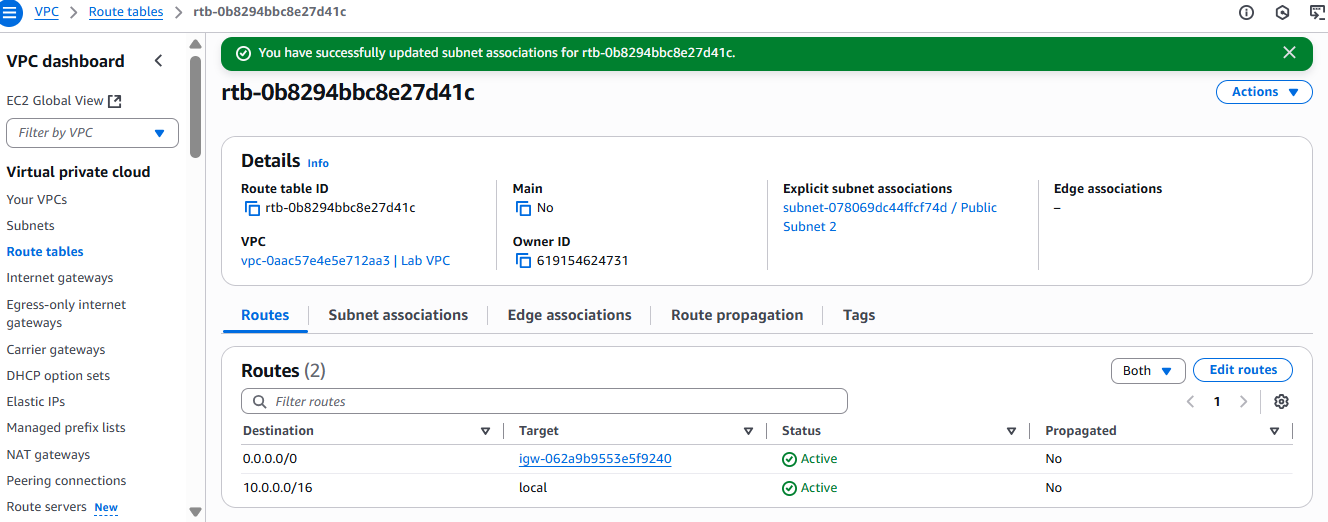 VPC > Route tables > rtb-0b8294bbc8e27d41c
VPC dashboard
EC2 Global View
Filter by VPC
Virtual private cloud
Your VPCs
Subnets
Route tables
Internet gateways
Egress-only internet
gateways
Carrier gateways
DHCP option sets
Elastic IPs
Managed prefix lists
NAT gateways
Peering connections
Route servers New
You have successfully updated subnet associations for rtb-0b8294bbc8e27d41c.
rtb-0b8294bbc8e27d41c
Actions
Details Info
Route table ID
rtb-0b8294bbc8e27d41c
Main
No
Explicit subnet associations
subnet-078069dc44ffcf74d / Public
Subnet 2
Edge associations
–
VPC
vpc-0aac57e4e5e712aa3 | Lab VPC
Owner ID
619154624731
Routes Subnet associations Edge associations Route propagation Tags
Routes (2)
Both Edit routes
Filter routes
1
Destination Target Status Propagated
0.0.0.0/0 igw-062a9b9553e5f9240 Active No
10.0.0.0/16 local Active No